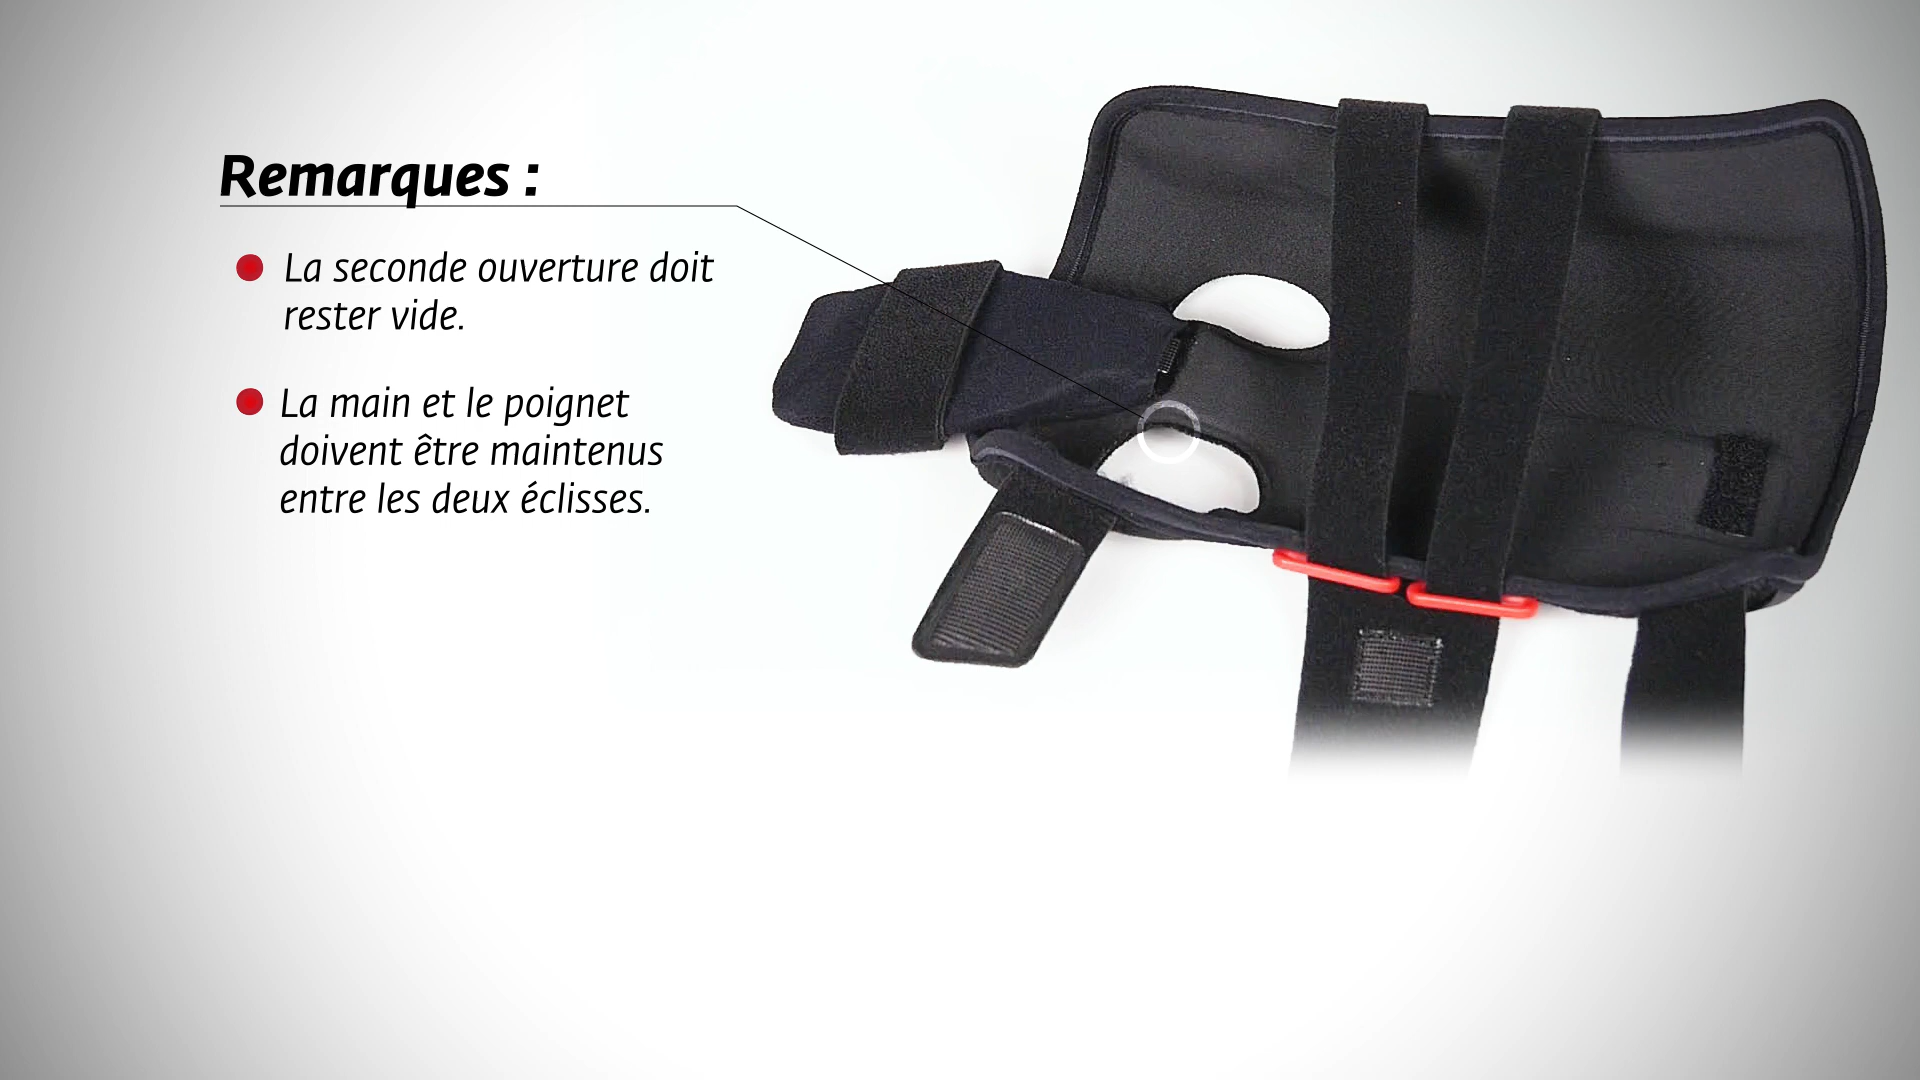 Remarques :
La seconde ouverture doit
rester vide.
La main et le poignet
doivent être maintenus
entre les deux éclisses.